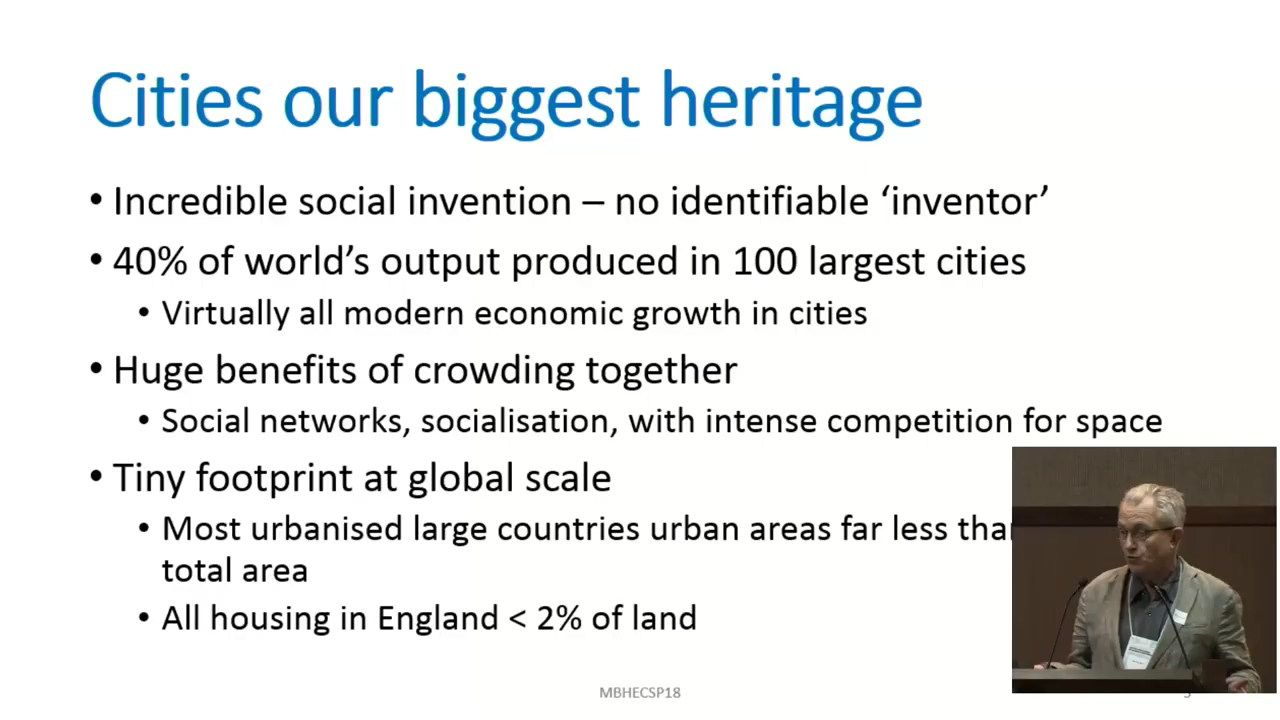 Cities our biggest heritage
• Incredible social invention – no identifiable ‘inventor’
• 40% of world’s output produced in 100 largest cities
• Virtually all modern economic growth in cities
• Huge benefits of crowding together
• Social networks, socialisation, with intense competition for space
• Tiny footprint at global scale
• Most urbanised large countries urban areas far less
total area
• All housing in England < 2% of land
MBHECSP18